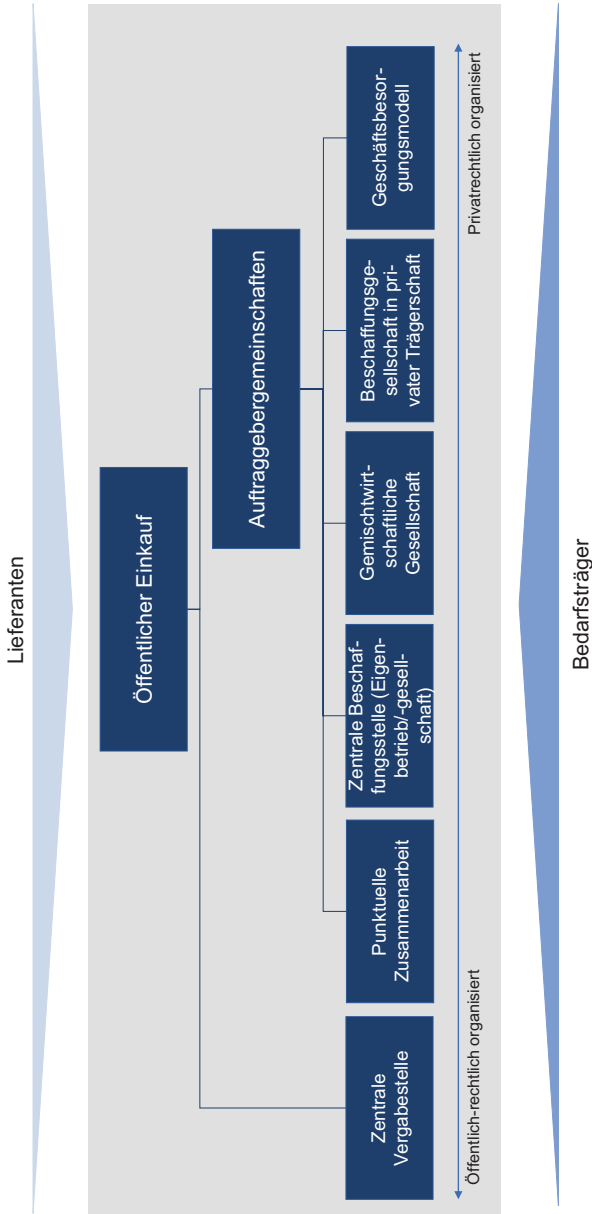 Lieferanten
Öffentlicher Einkauf
Auftraggebergemeinschaften
Zentrale
Vergabestelle
Punktuelle
Zusammenarbeit
Zentrale Beschaf-
fungsstelle (Eigen-
betrieb/-gesell-
schaft)
Gemischtwirt-
schaftliche
Gesellschaft
Beschaffungsge-
sellschaft in pri-
vater Trägerschaft
Geschäftsbesor-
gungsmodell
Öffentlich-rechtlich organisiert
Privatrechtlich organisiert
Bedarfsträger